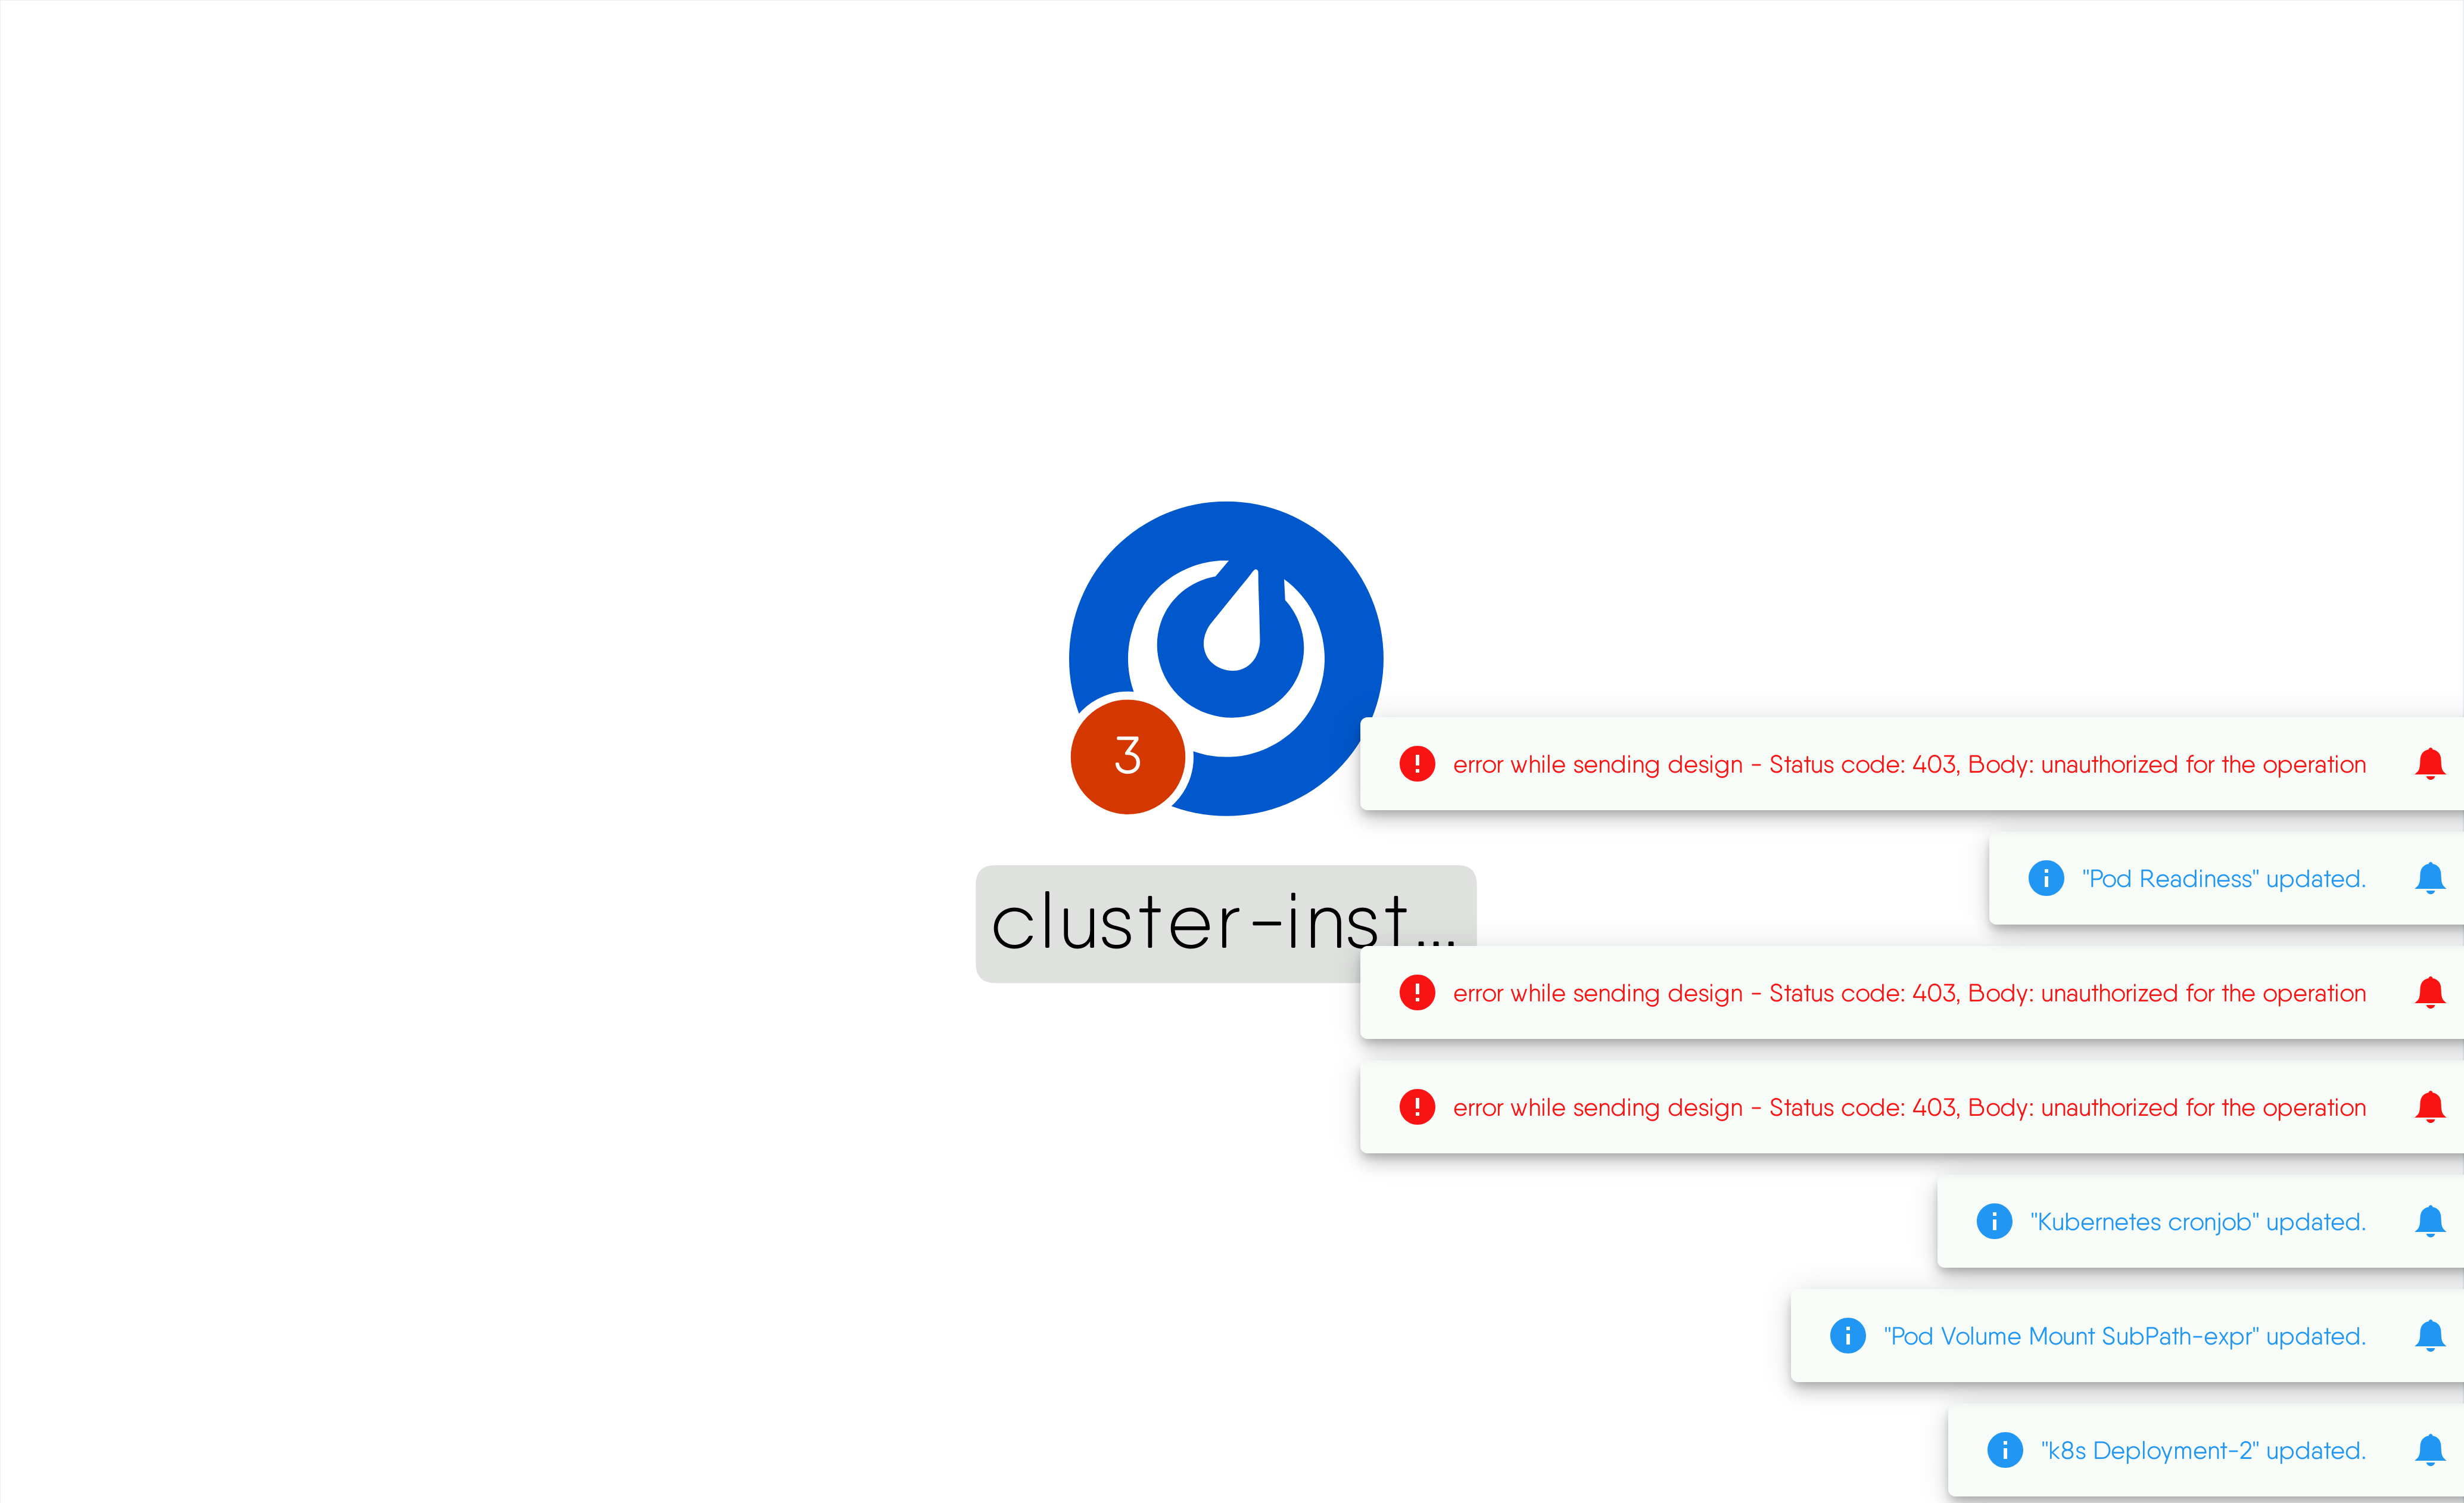 3
cluster-inst...
error while sending design - Status code: 403, Body: unauthorized for the operation
"Pod Readiness" updated.
error while sending design - Status code: 403, Body: unauthorized for the operation
error while sending design - Status code: 403, Body: unauthorized for the operation
"Kubernetes cronjob" updated.
"Pod Volume Mount SubPath-expr" updated.
"k8s Deployment-2" updated.